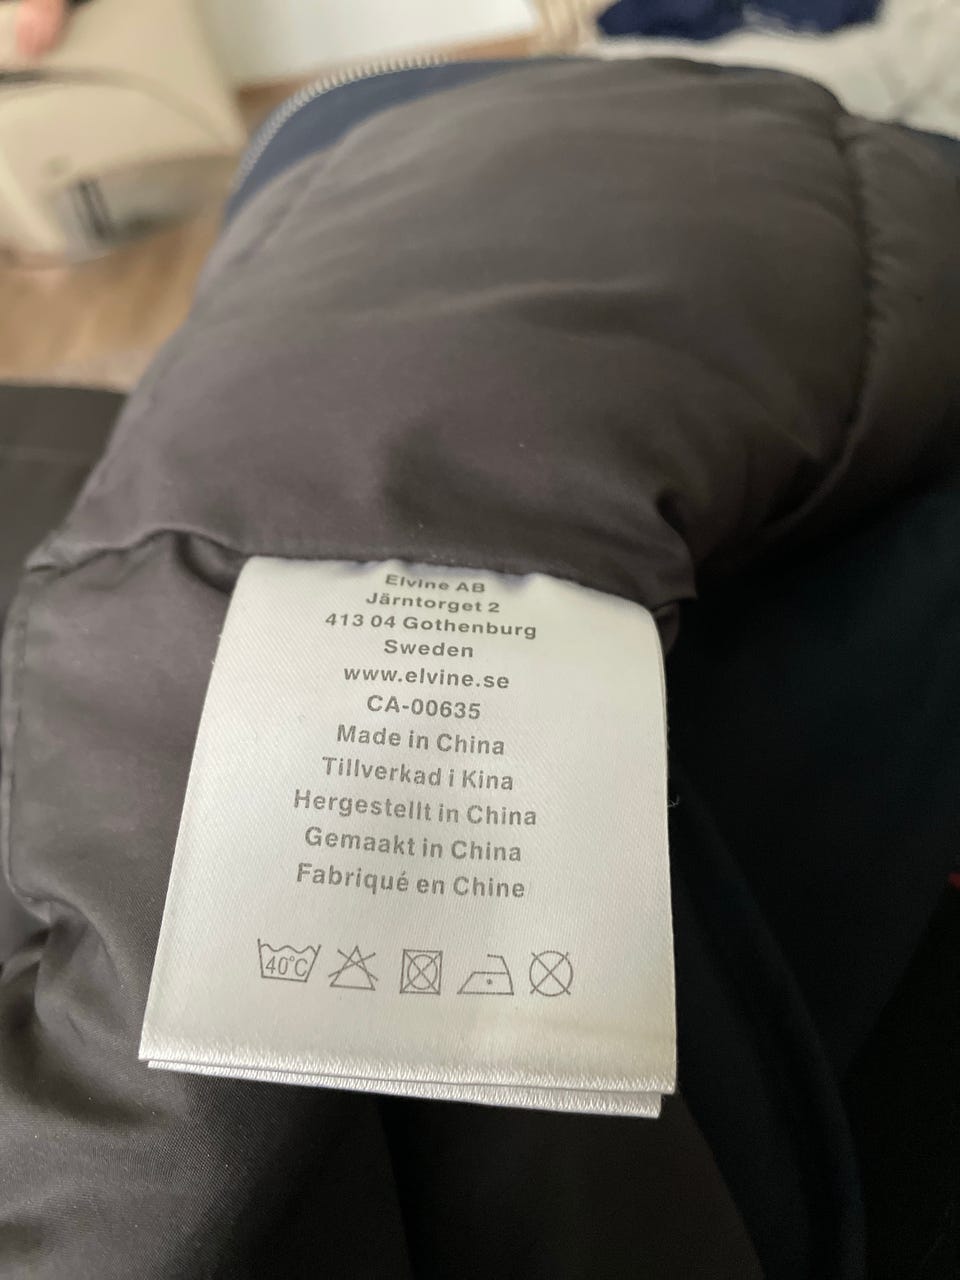 Elvine AB
Järntorget 2
413 04 Gothenburg
Sweden
www.elvine.se
CA-00635
Made in China
Tillverkad i Kina
Hergestellt in China
Gemaakt in China
Fabriqué en Chine
40°C